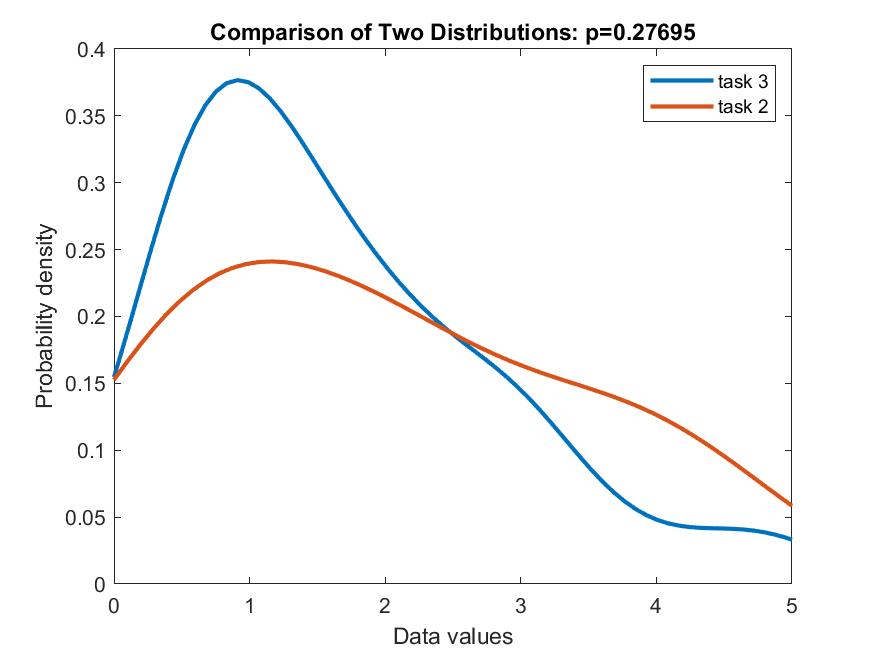 Comparison of Two Distributions: p=0.27695
0.4
0.35
0.3
0.25
0.2
0.15
0.1
0.05
0
Probability density
task 3
task 2
0 1 2 3 4 5
Data values